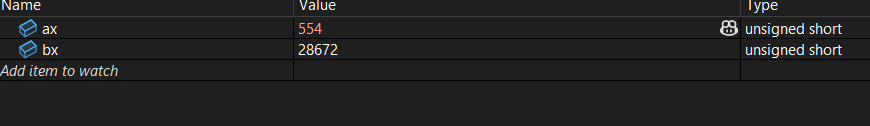 Name Value Type
ax 554 unsigned short
bx 28672 unsigned short
Add item to watch